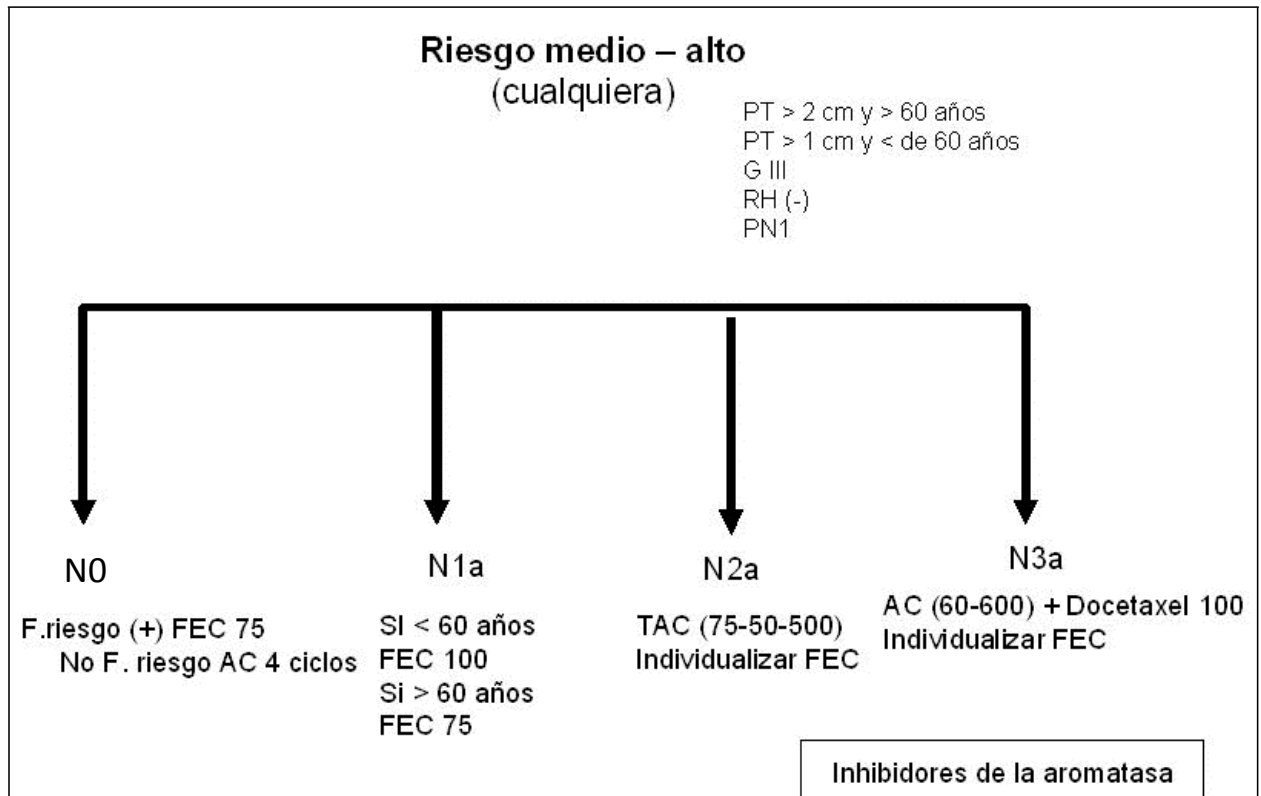 Riesgo medio – alto
(cualquiera)
PT > 2 cm y > 60 años
PT > 1 cm y < de 60 años
G III
RH (-)
PN1
N0
F.riesgo (+) FEC 75
No F. riesgo AC 4 ciclos
N1a
SI < 60 años
FEC 100
Si > 60 años
FEC 75
N2a
TAC (75-50-500)
Individualizar FEC
N3a
AC (60-600) + Docetaxel 100
Individualizar FEC
Inhibidores de la aromatasa